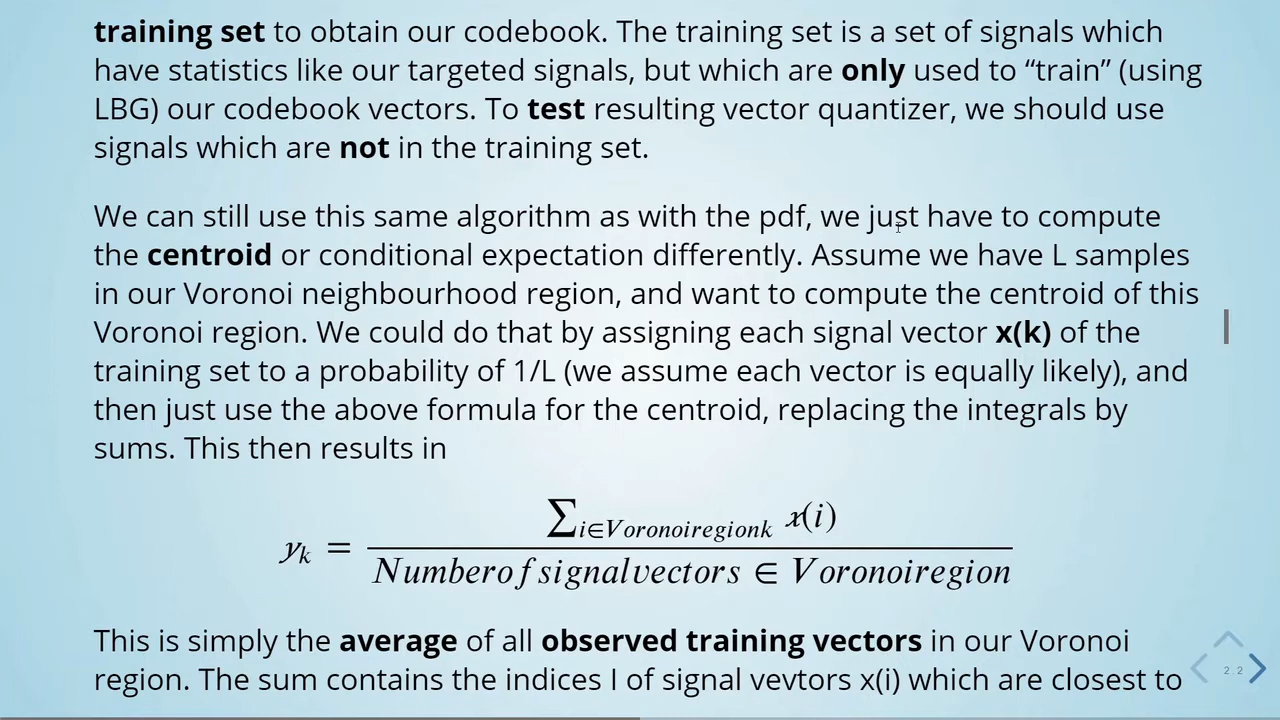 training set to obtain our codebook. The training set is a set of signals which
have statistics like our targeted signals, but which are only used to “train” (using
LBG) our codebook vectors. To test resulting vector quantizer, we should use
signals which are not in the training set.
We can still use this same algorithm as with the pdf, we just have to compute
the centroid or conditional expectation differently. Assume we have L samples
in our Voronoi neighbourhood region, and want to compute the centroid of this
Voronoi region. We could do that by assigning each signal vector x(k) of the
training set to a probability of 1/L (we assume each vector is equally likely), and
then just use the above formula for the centroid, replacing the integrals by
sums. This then results in
y_k = \frac{\sum_{i∈Voronoiregionk} x(i)}{Numberofsignalvectors ∈ Voronoiregion}
This is simply the average of all observed training vectors in our Voronoi
region. The sum contains the indices I of signal vevtors x(i) which are closest to
2.2